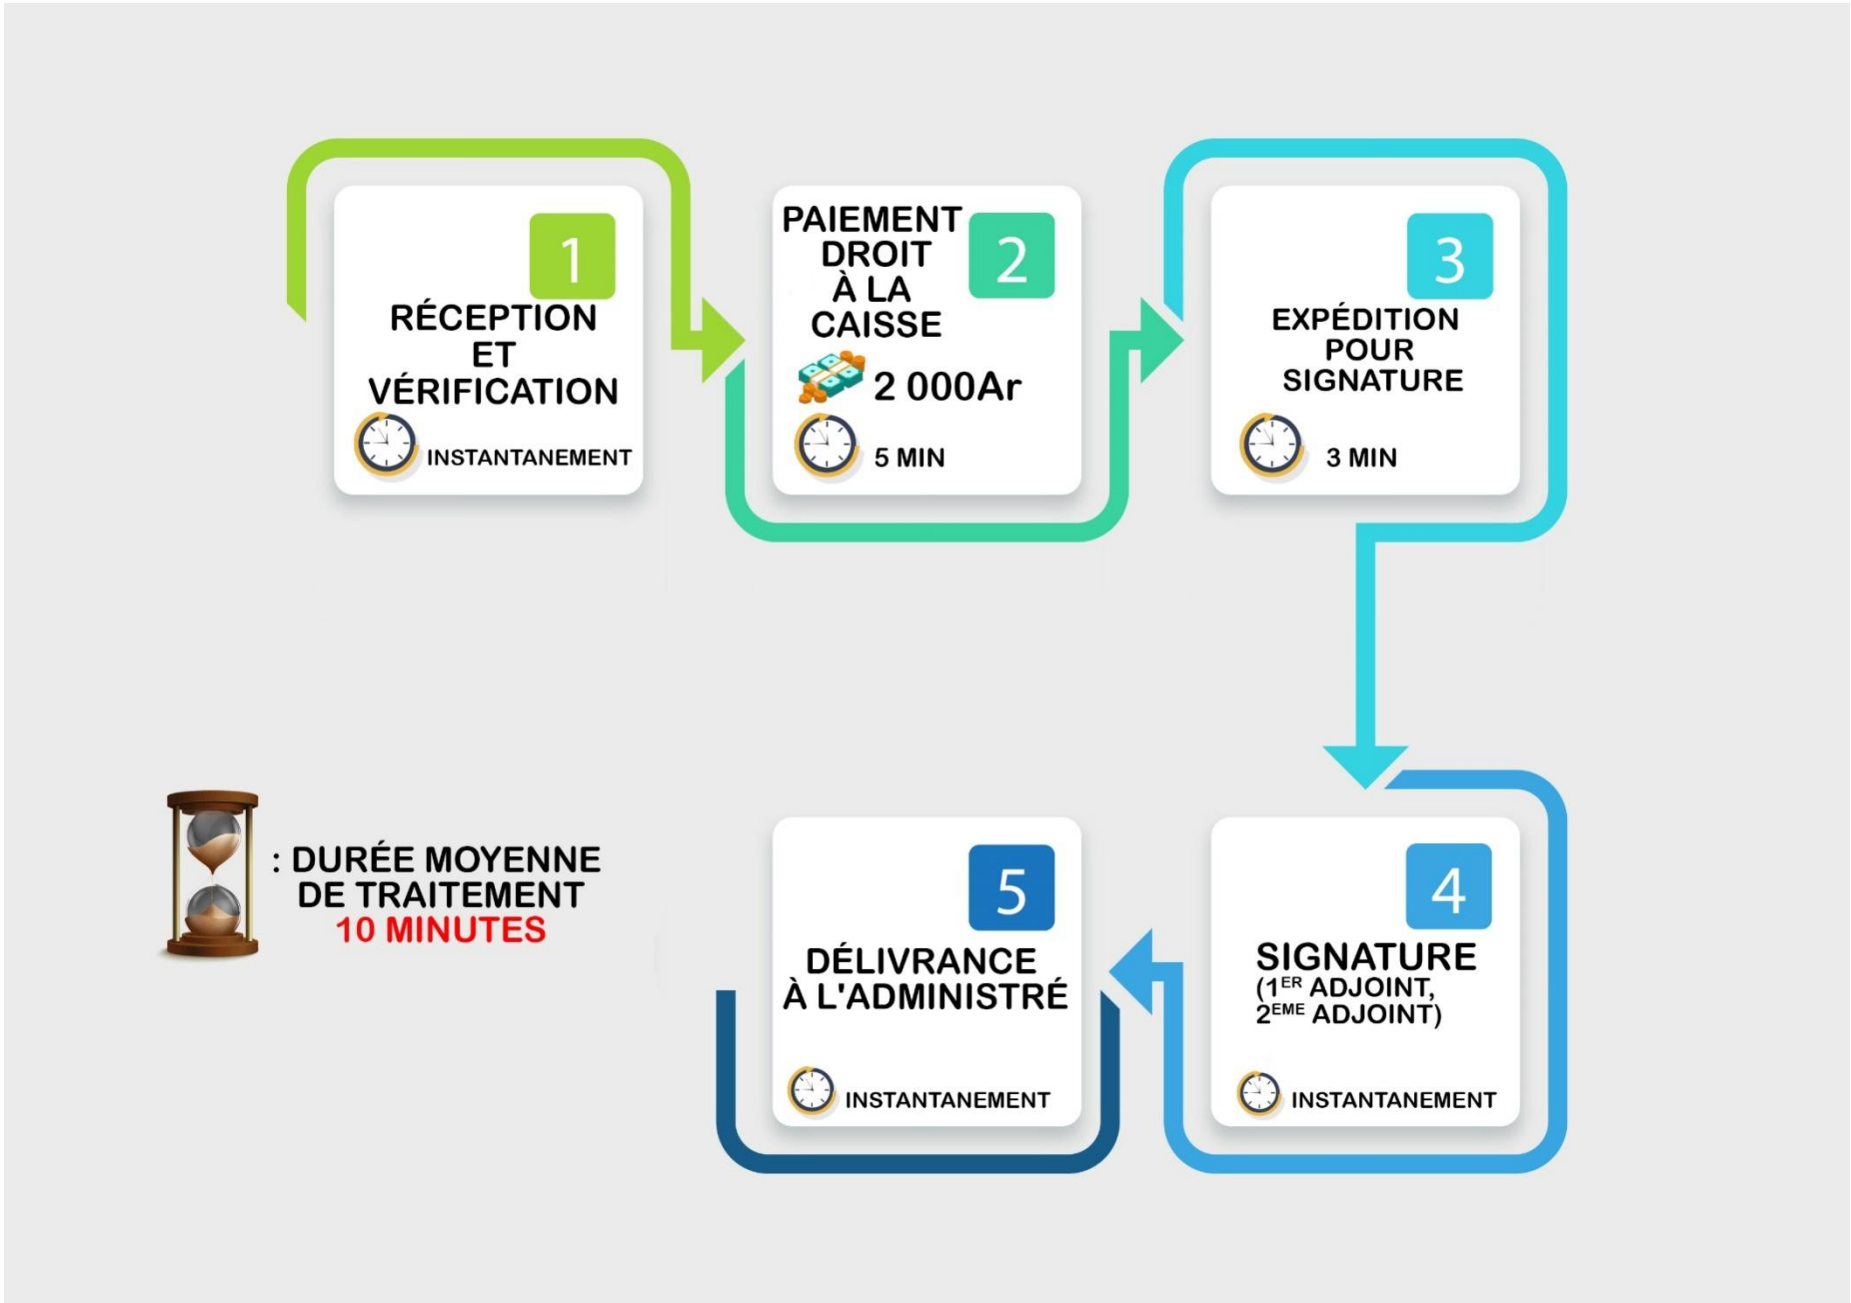 1
RÉCEPTION
ET
VÉRIFICATION
INSTANTANEMENT
PAIEMENT
DROIT
À LA
CAISSE
2
2 000Ar
5 MIN
3
EXPÉDITION
POUR
SIGNATURE
3 MIN
4
SIGNATURE
(1ER ADJOINT,
2EME ADJOINT)
INSTANTANEMENT
5
DÉLIVRANCE
À L'ADMINISTRÉ
INSTANTANEMENT
: DURÉE MOYENNE
DE TRAITEMENT
10 MINUTES